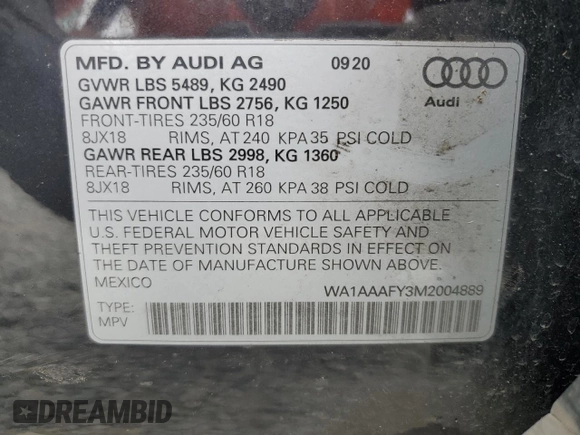 MFD. BY AUDI AG 09 20
GVWR LBS 5489, KG 2490
GAWR FRONT LBS 2756, KG 1250
FRONT-TIRES 235/60 R18
8JX18 RIMS, AT 240 KPA 35 PSI COLD
GAWR REAR LBS 2998, KG 1360
REAR-TIRES 235/60 R18
8JX18 RIMS, AT 260 KPA 38 PSI COLD
Audi
THIS VEHICLE CONFORMS TO ALL APPLICABLE
U.S. FEDERAL MOTOR VEHICLE SAFETY AND
THEFT PREVENTION STANDARDS IN EFFECT ON
THE DATE OF MANUFACTURE SHOWN ABOVE.
MEXICO WA1AAAFY3M2004889
TYPE:
MPV
DREAMBID